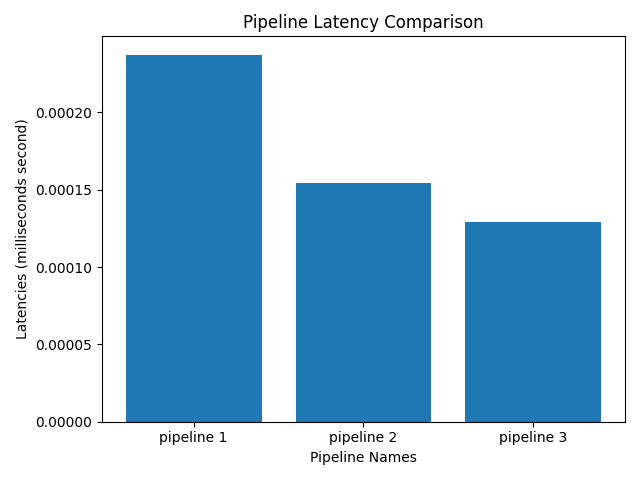 Pipeline Latency Comparison
Latencies (milliseconds second)
0.00020
0.00015
0.00010
0.00005
0.00000
pipeline 1
pipeline 2
pipeline 3
Pipeline Names